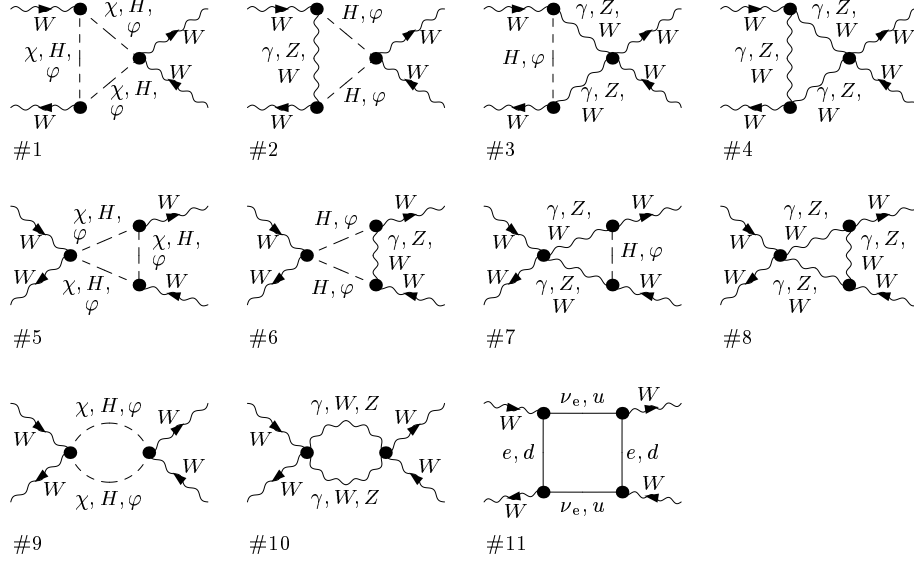 W χ, H, φ W
χ, H, φ
W χ, H, φ W
#1
W H, φ W
γ, Z, W
W H, φ W
#2
W γ, Z, W W
H, φ
W γ, Z, W W
#3
W γ, Z, W W
γ, Z, W
W γ, Z, W W
#4
W χ, H, φ W
χ, H, φ
W χ, H, φ W
#5
W H, φ W
γ, Z, W
W H, φ W
#6
W γ, Z, W W
H, φ
W γ, Z, W W
#7
W γ, Z, W W
γ, Z, W
W γ, Z, W W
#8
W χ, H, φ W
W χ, H, φ W
#9
W γ, W, Z W
W γ, W, Z W
#10
W νe, u W
e, d e, d
W νe, u W
#11